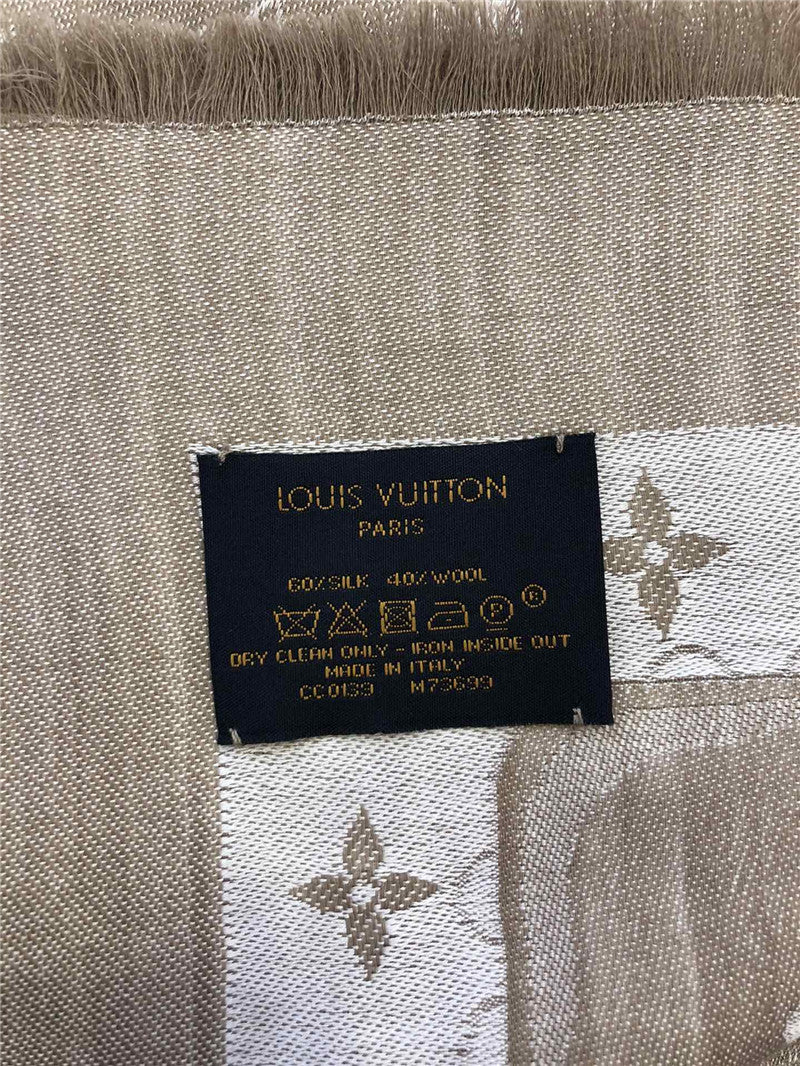 LOUIS VUITTON
PARIS
60%SILK 40%WOOL
P ®
DRY CLEAN ONLY - IRON INSIDE OUT
MADE IN ITALY
CC0139 M73699